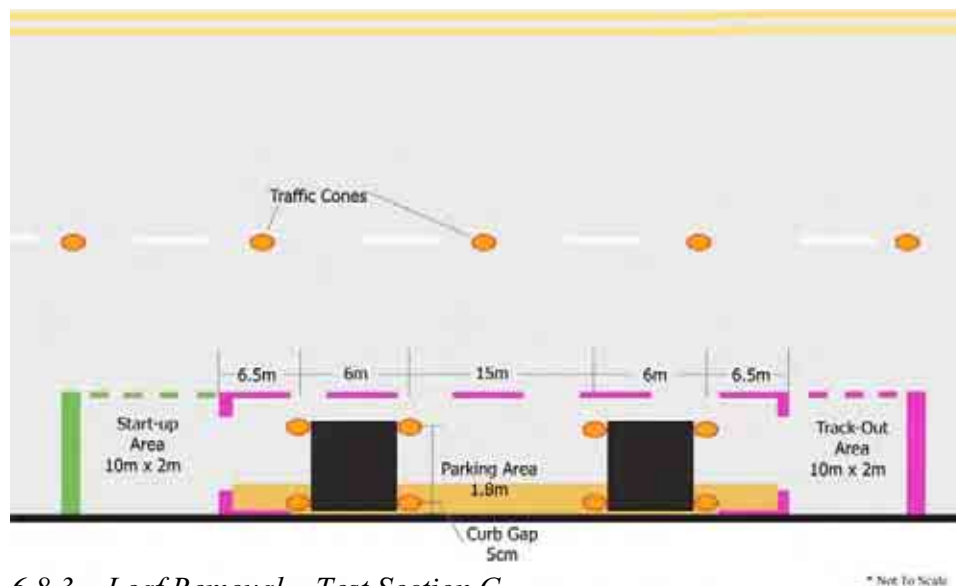 Traffic Cones
6.5m 6m 15m 6m 6.5m
Start-up
Area
10m x 2m
Parking Area
1.8m
Track-Out
Area
10m x 2m
Curb Gap
5cm
6.8.3 Leaf Removal – Test Section C
* Not To Scale